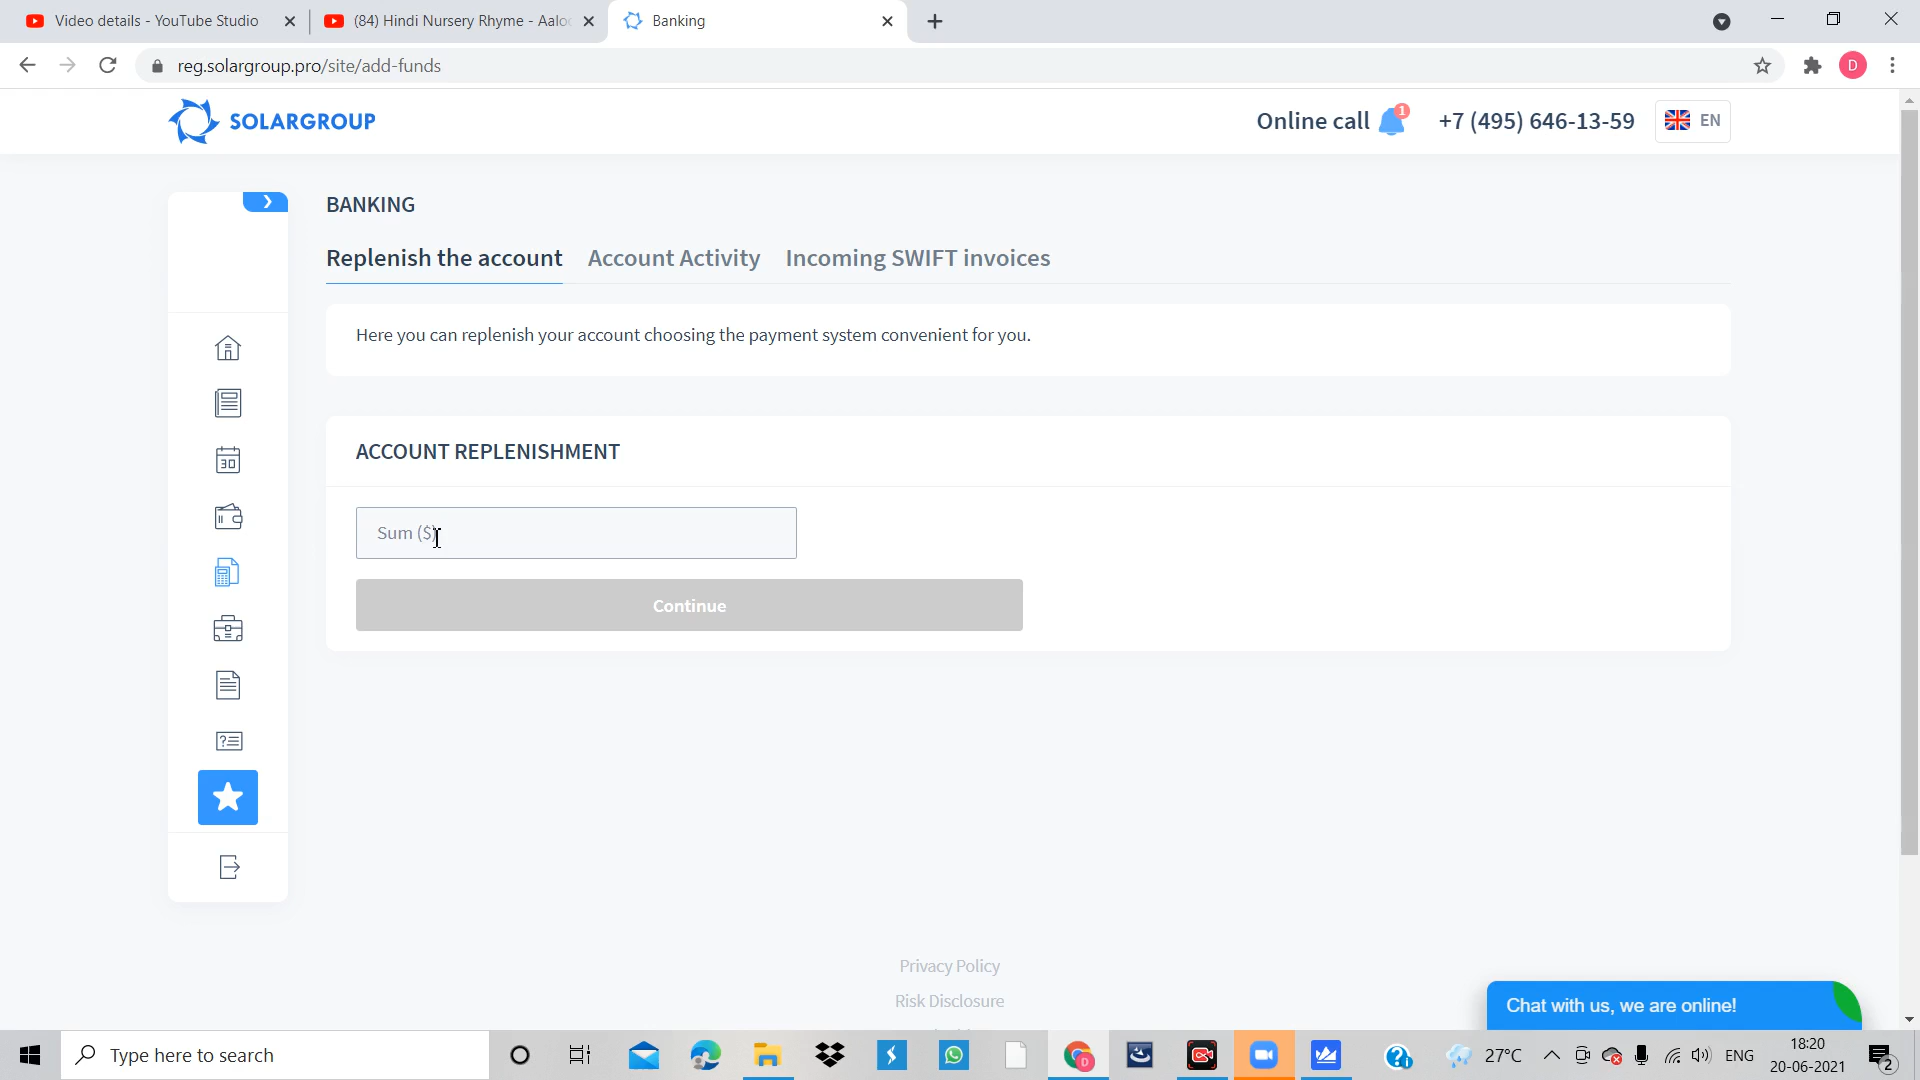 Video details - YouTube Studio
(84) Hindi Nursery Rhyme - Aaloo
Banking
reg.solargroup.pro/site/add-funds
D
SOLARGROUP
Online call
1
+7 (495) 646-13-59
EN
BANKING
Replenish the account
Account Activity
Incoming SWIFT invoices
Here you can replenish your account choosing the payment system convenient for you.
ACCOUNT REPLENISHMENT
Sum ($)
Continue
30
Privacy Policy
Risk Disclosure
Chat with us, we are online!
Type here to search
D
27°C
ENG
18:20
20-06-2021
2